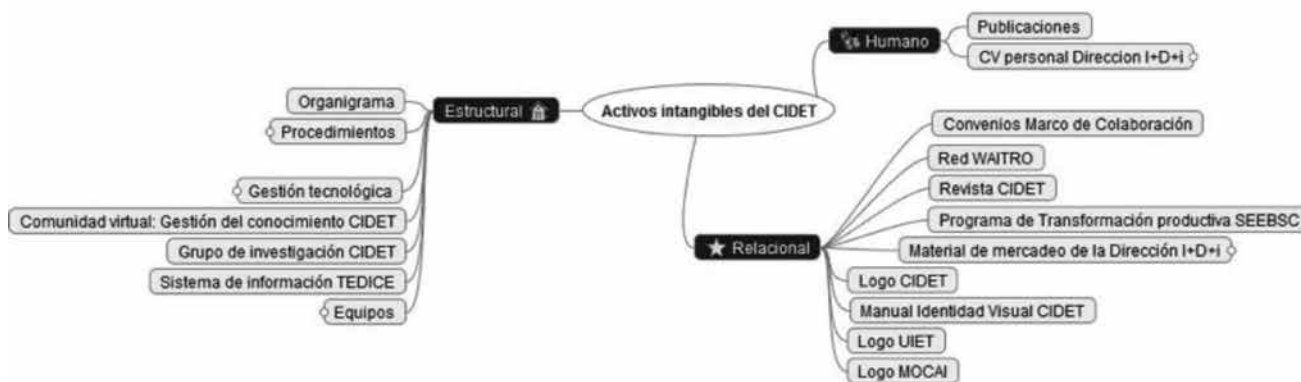 Activos intangibles del CIDET
Humano
Publicaciones
CV personal Direccion I+D+i
Estructural
Organigrama
Procedimientos
Gestión tecnológica
Comunidad virtual: Gestión del conocimiento CIDET
Grupo de investigación CIDET
Sistema de información TEDICE
Equipos
Relacional
Convenios Marco de Colaboración
Red WAITRO
Revista CIDET
Programa de Transformación productiva SEEBSC
Material de mercadeo de la Dirección I+D+i
Logo CIDET
Manual Identidad Visual CIDET
Logo UIET
Logo MOCAI